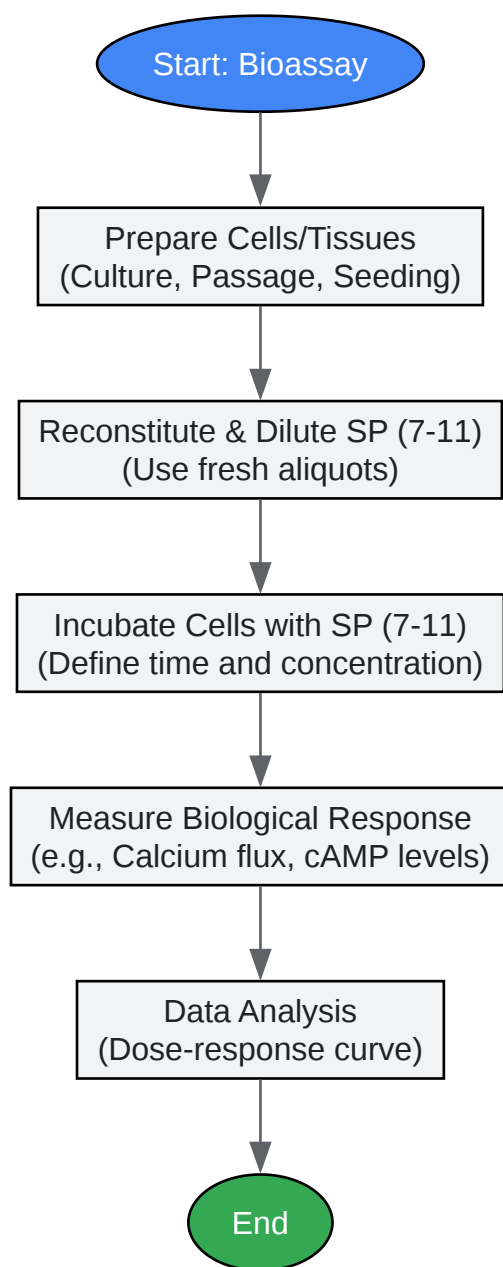 Start: Bioassay
Prepare Cells/Tissues
(Culture, Passage, Seeding)
Reconstitute & Dilute SP (7-11)
(Use fresh aliquots)
Incubate Cells with SP (7-11)
(Define time and concentration)
Measure Biological Response
(e.g., Calcium flux, cAMP levels)
Data Analysis
(Dose-response curve)
End